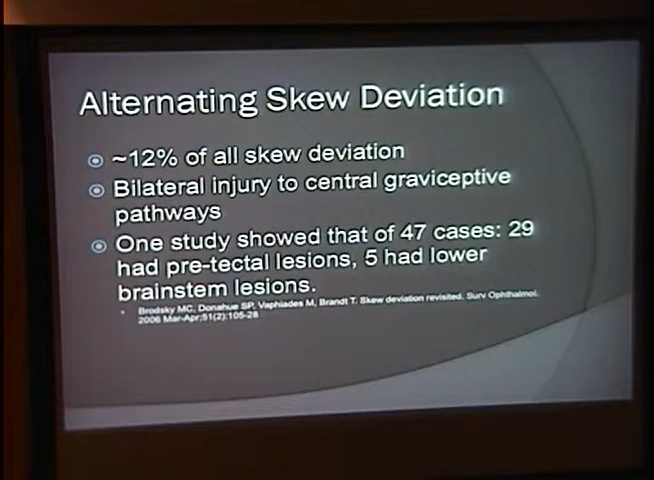 Alternating Skew Deviation
~12% of all skew deviation
Bilateral injury to central graviceptive
pathways
One study showed that of 47 cases: 29
had pre-tectal lesions, 5 had lower
brainstem lesions.
Brodsky MC, Donahue SP, Vaphiades M, Brandt T. Skew deviation revisited. Surv Ophthalmol.
2006 Mar-Apr;51(2):105-28